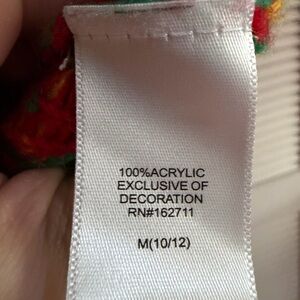 100%ACRYLIC
EXCLUSIVE OF
DECORATION
RN#162711
M(10/12)